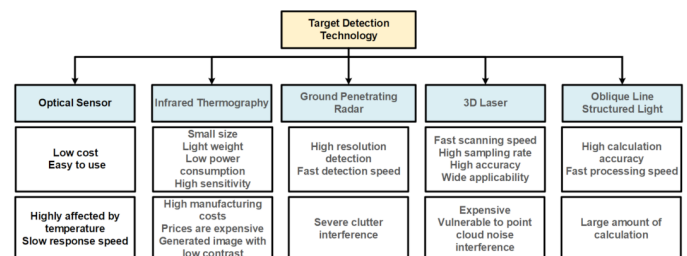 Target Detection
Technology
Optical Sensor
Infrared Thermography
Ground Penetrating
Radar
3D Laser
Oblique Line
Structured Light
Low cost
Easy to use
Small size
Light weight
Low power
consumption
High sensitivity
High resolution
detection
Fast detection speed
Fast scanning speed
High sampling rate
High accuracy
Wide applicability
High calculation
accuracy
Fast processing speed
Highly affected by
temperature
Slow response speed
High manufacturing
costs
Prices are expensive
Generated image with
low contrast
Severe clutter
interference
Expensive
Vulnerable to point
cloud noise
interference
Large amount of
calculation